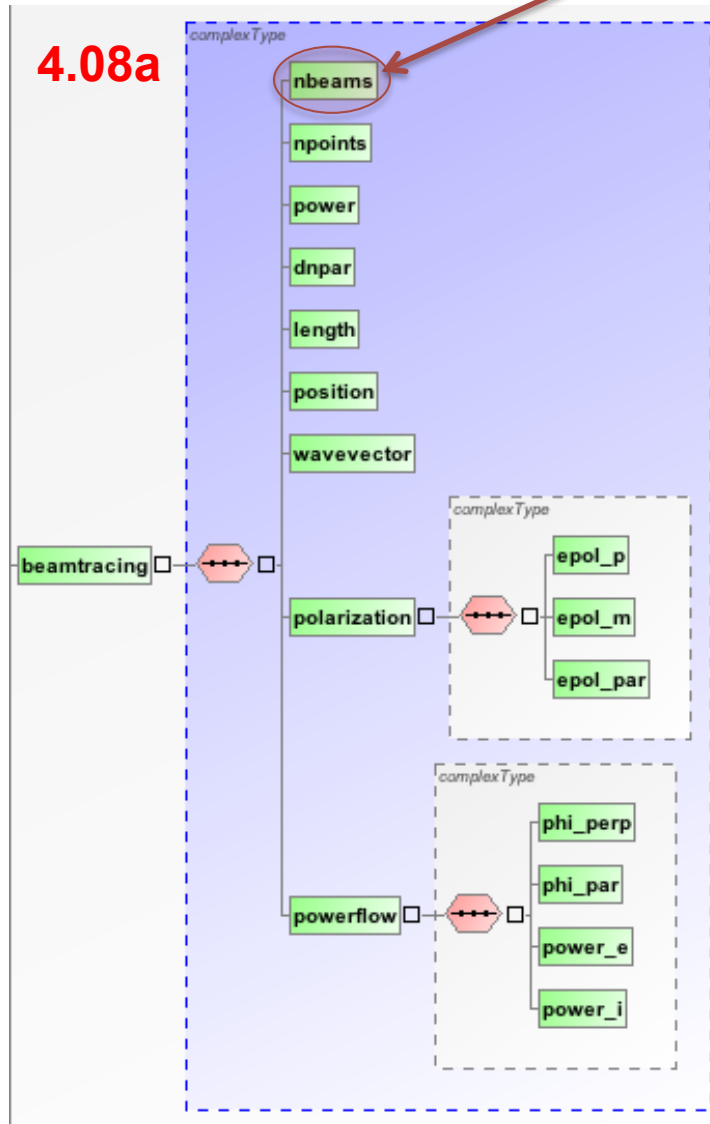 4.08a
complexType
nbeams
npoints
power
dnpar
length
position
wavevector
beamtracing
polarization
complexType
epol_p
epol_m
epol_par
powerflow
complexType
phi_perp
phi_par
power_e
power_i